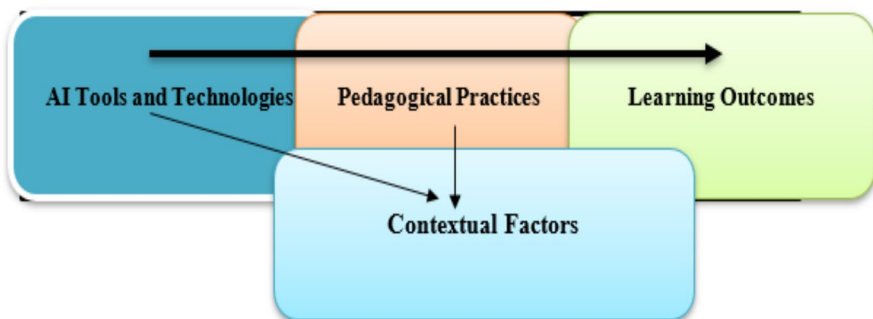 AI Tools and Technologies
Pedagogical Practices
Learning Outcomes
Contextual Factors